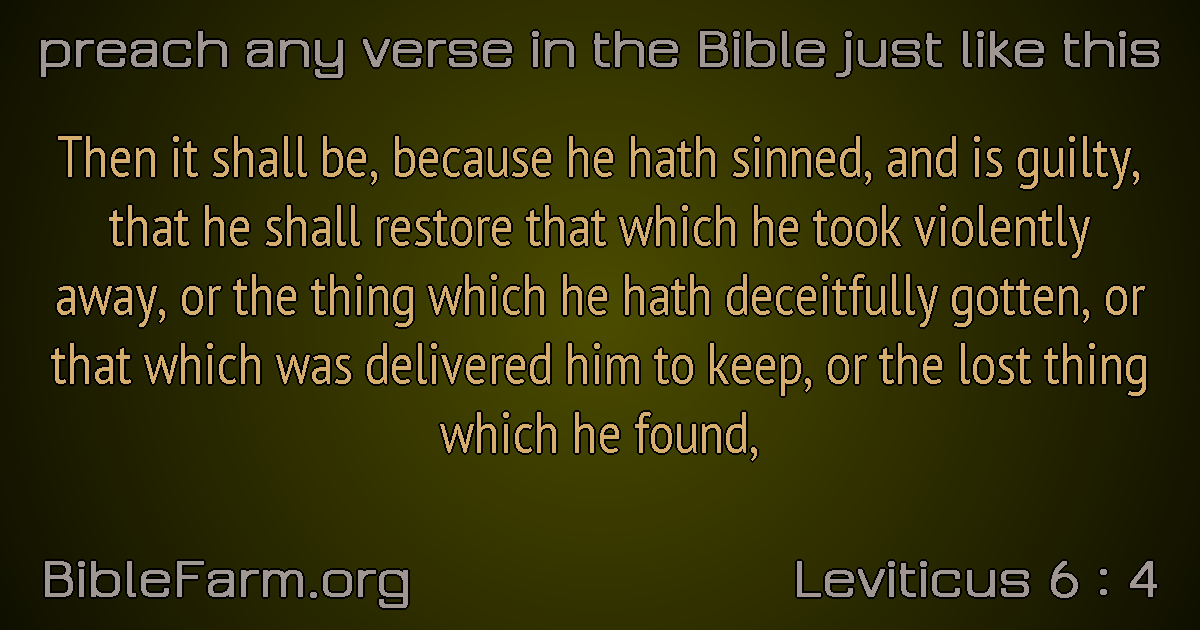 preach any verse in the Bible just like this
Then it shall be, because he hath sinned, and is guilty,
that he shall restore that which he took violently
away, or the thing which he hath deceitfully gotten, or
that which was delivered him to keep, or the lost thing
which he found,
BibleFarm.org
Leviticus 6 : 4